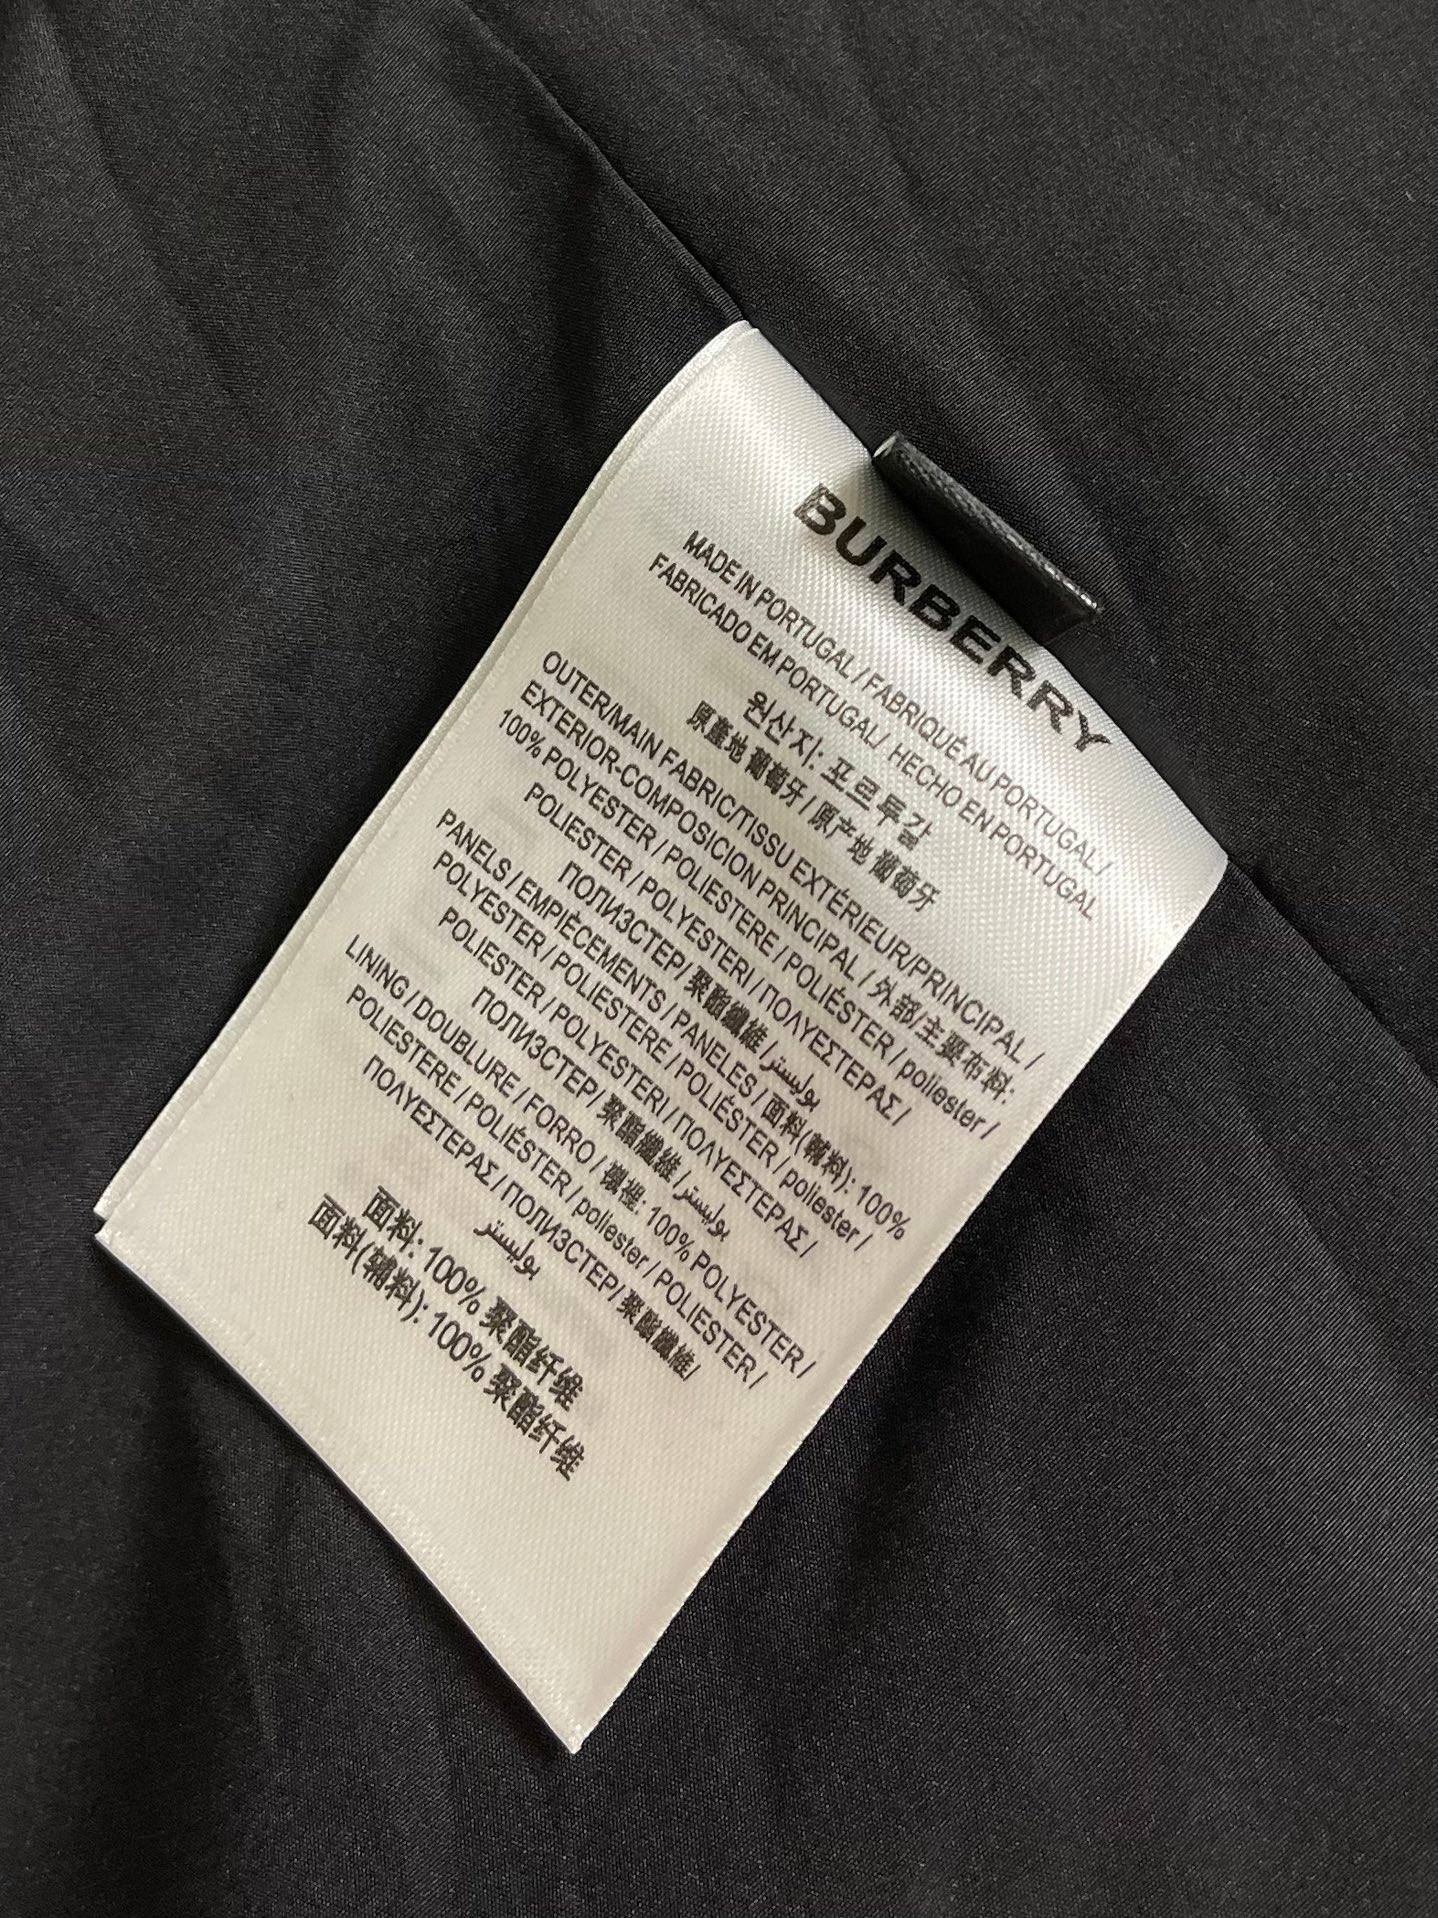 BURBERRY
MADE IN PORTUGAL / FABRIQUÉ AU PORTUGAL /
FABRICADO EM PORTUGAL/ HECHO EN PORTUGAL
원산지: 포르투갈
原產地 葡萄牙 / 原产地 葡萄牙
OUTER/MAIN FABRIC/TISSU EXTÉRIEUR/PRINCIPAL /
EXTERIOR-COMPOSICION PRINCIPAL / 外部/主要布料:
100% POLYESTER / POLIESTERE / POLIÉSTER / poliester /
POLIESTER / POLYESTERI / ΠΟΛΥΕΣΤΕΡΑΣ /
ПОЛИЗСТЕР/ 聚酯纖維 / بوليستر
PANELS / EMPIÈCEMENTS / PANELES / 面料(輔料): 100%
POLYESTER / POLIESTERE / POLIÉSTER / poliester /
POLIESTER / POLYESTERI / ΠΟΛΥΕΣΤΕΡΑΣ /
ПОЛИЗСТЕР/ 聚酯纖維 / بوليستر
LINING / DOUBLURE / FORRO / 襯裡: 100% POLYESTER /
POLIESTERE / POLIÉSTER / poliester / POLIESTER /
ΠΟΛΥΕΣΤΕΡΑΣ / ПОЛИЗСТЕР/ 聚酯纖維/
بوليستر
面料: 100% 聚酯纤维
面料(輔料): 100% 聚酯纤维